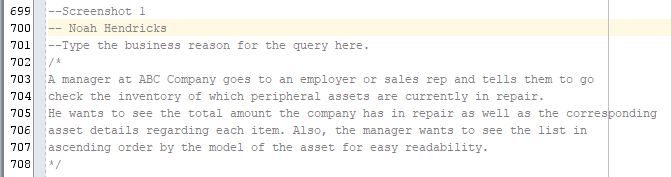 699 --Screenshot 1
700 -- Noah Hendricks
701 --Type the business reason for the query here.
702 /*
703 A manager at ABC Company goes to an employer or sales rep and tells them to go
704 check the inventory of which peripheral assets are currently in repair.
705 He wants to see the total amount the company has in repair as well as the corresponding
706 asset details regarding each item. Also, the manager wants to see the list in
707 ascending order by the model of the asset for easy readability.
708 */